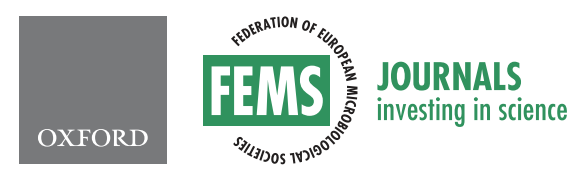 OXFORD
FEDERATION OF EUROPEAN MICROBIOLOGICAL SOCIETIES
FEMS
JOURNALS
investing in science